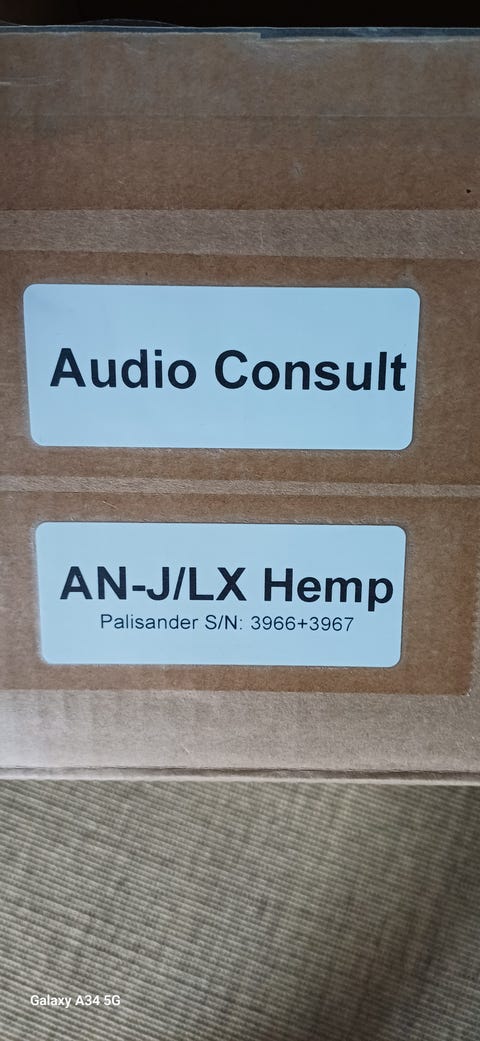 Audio Consult
AN-J/LX Hemp
Palisander S/N: 3966+3967
Galaxy A34 5G